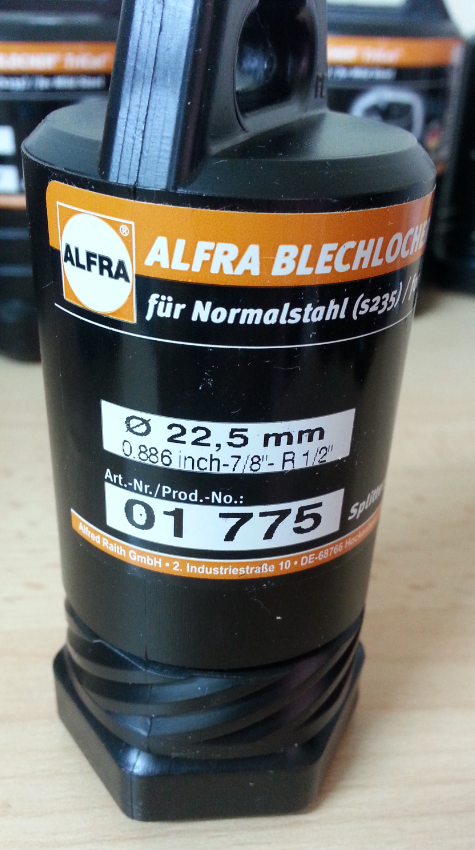 ALFRA®
ALFRA BLECHLOCHE
für Normalstahl (s235) /
Ø 22,5 mm
0.886 inch-7/8"- R 1/2"
Art.-Nr./Prod.-No.:
01 775
Alfred Raith GmbH • 2. Industriestraße 10 • DE-68766